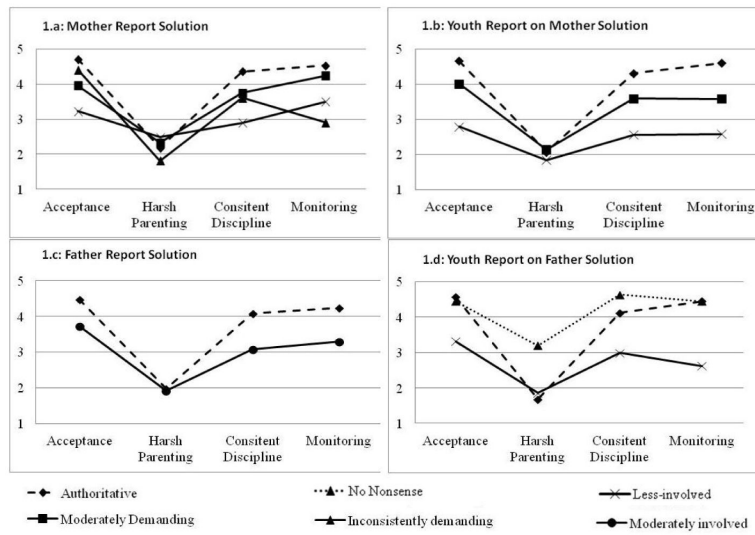 1.a: Mother Report Solution
5
4
3
2
1
Acceptance Harsh Parenting Consitent Discipline Monitoring
1.b: Youth Report on Mother Solution
5
4
3
2
1
Acceptance Harsh Parenting Consitent Discipline Monitoring
1.c: Father Report Solution
5
4
3
2
1
Acceptance Harsh Parenting Consitent Discipline Monitoring
1.d: Youth Report on Father Solution
5
4
3
2
1
Acceptance Harsh Parenting Consitent Discipline Monitoring
Authoritative No Nonsense Less-involved
Moderately Demanding Inconsistently demanding Moderately involved